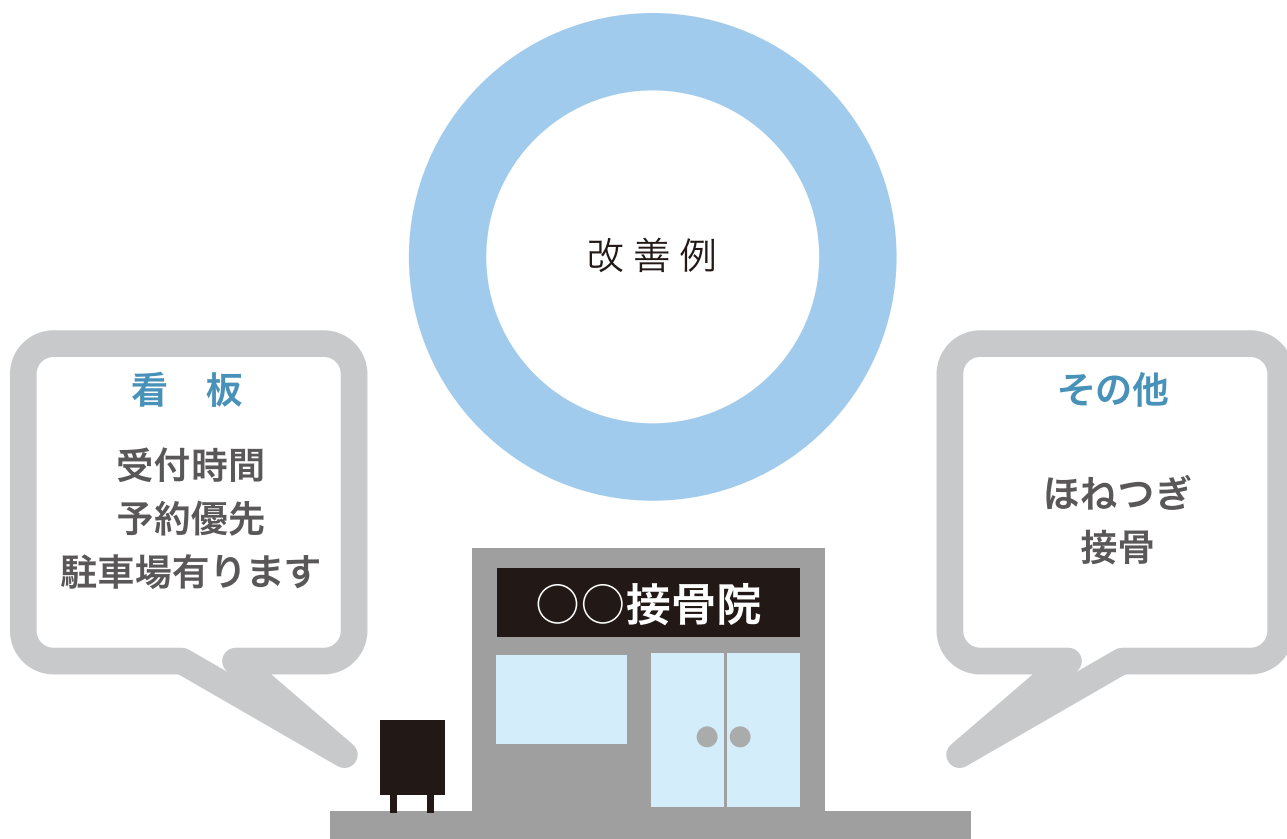 改善例
看　板
受付時間
予約優先
駐車場有ります
その他
ほねつぎ
接骨
○○接骨院